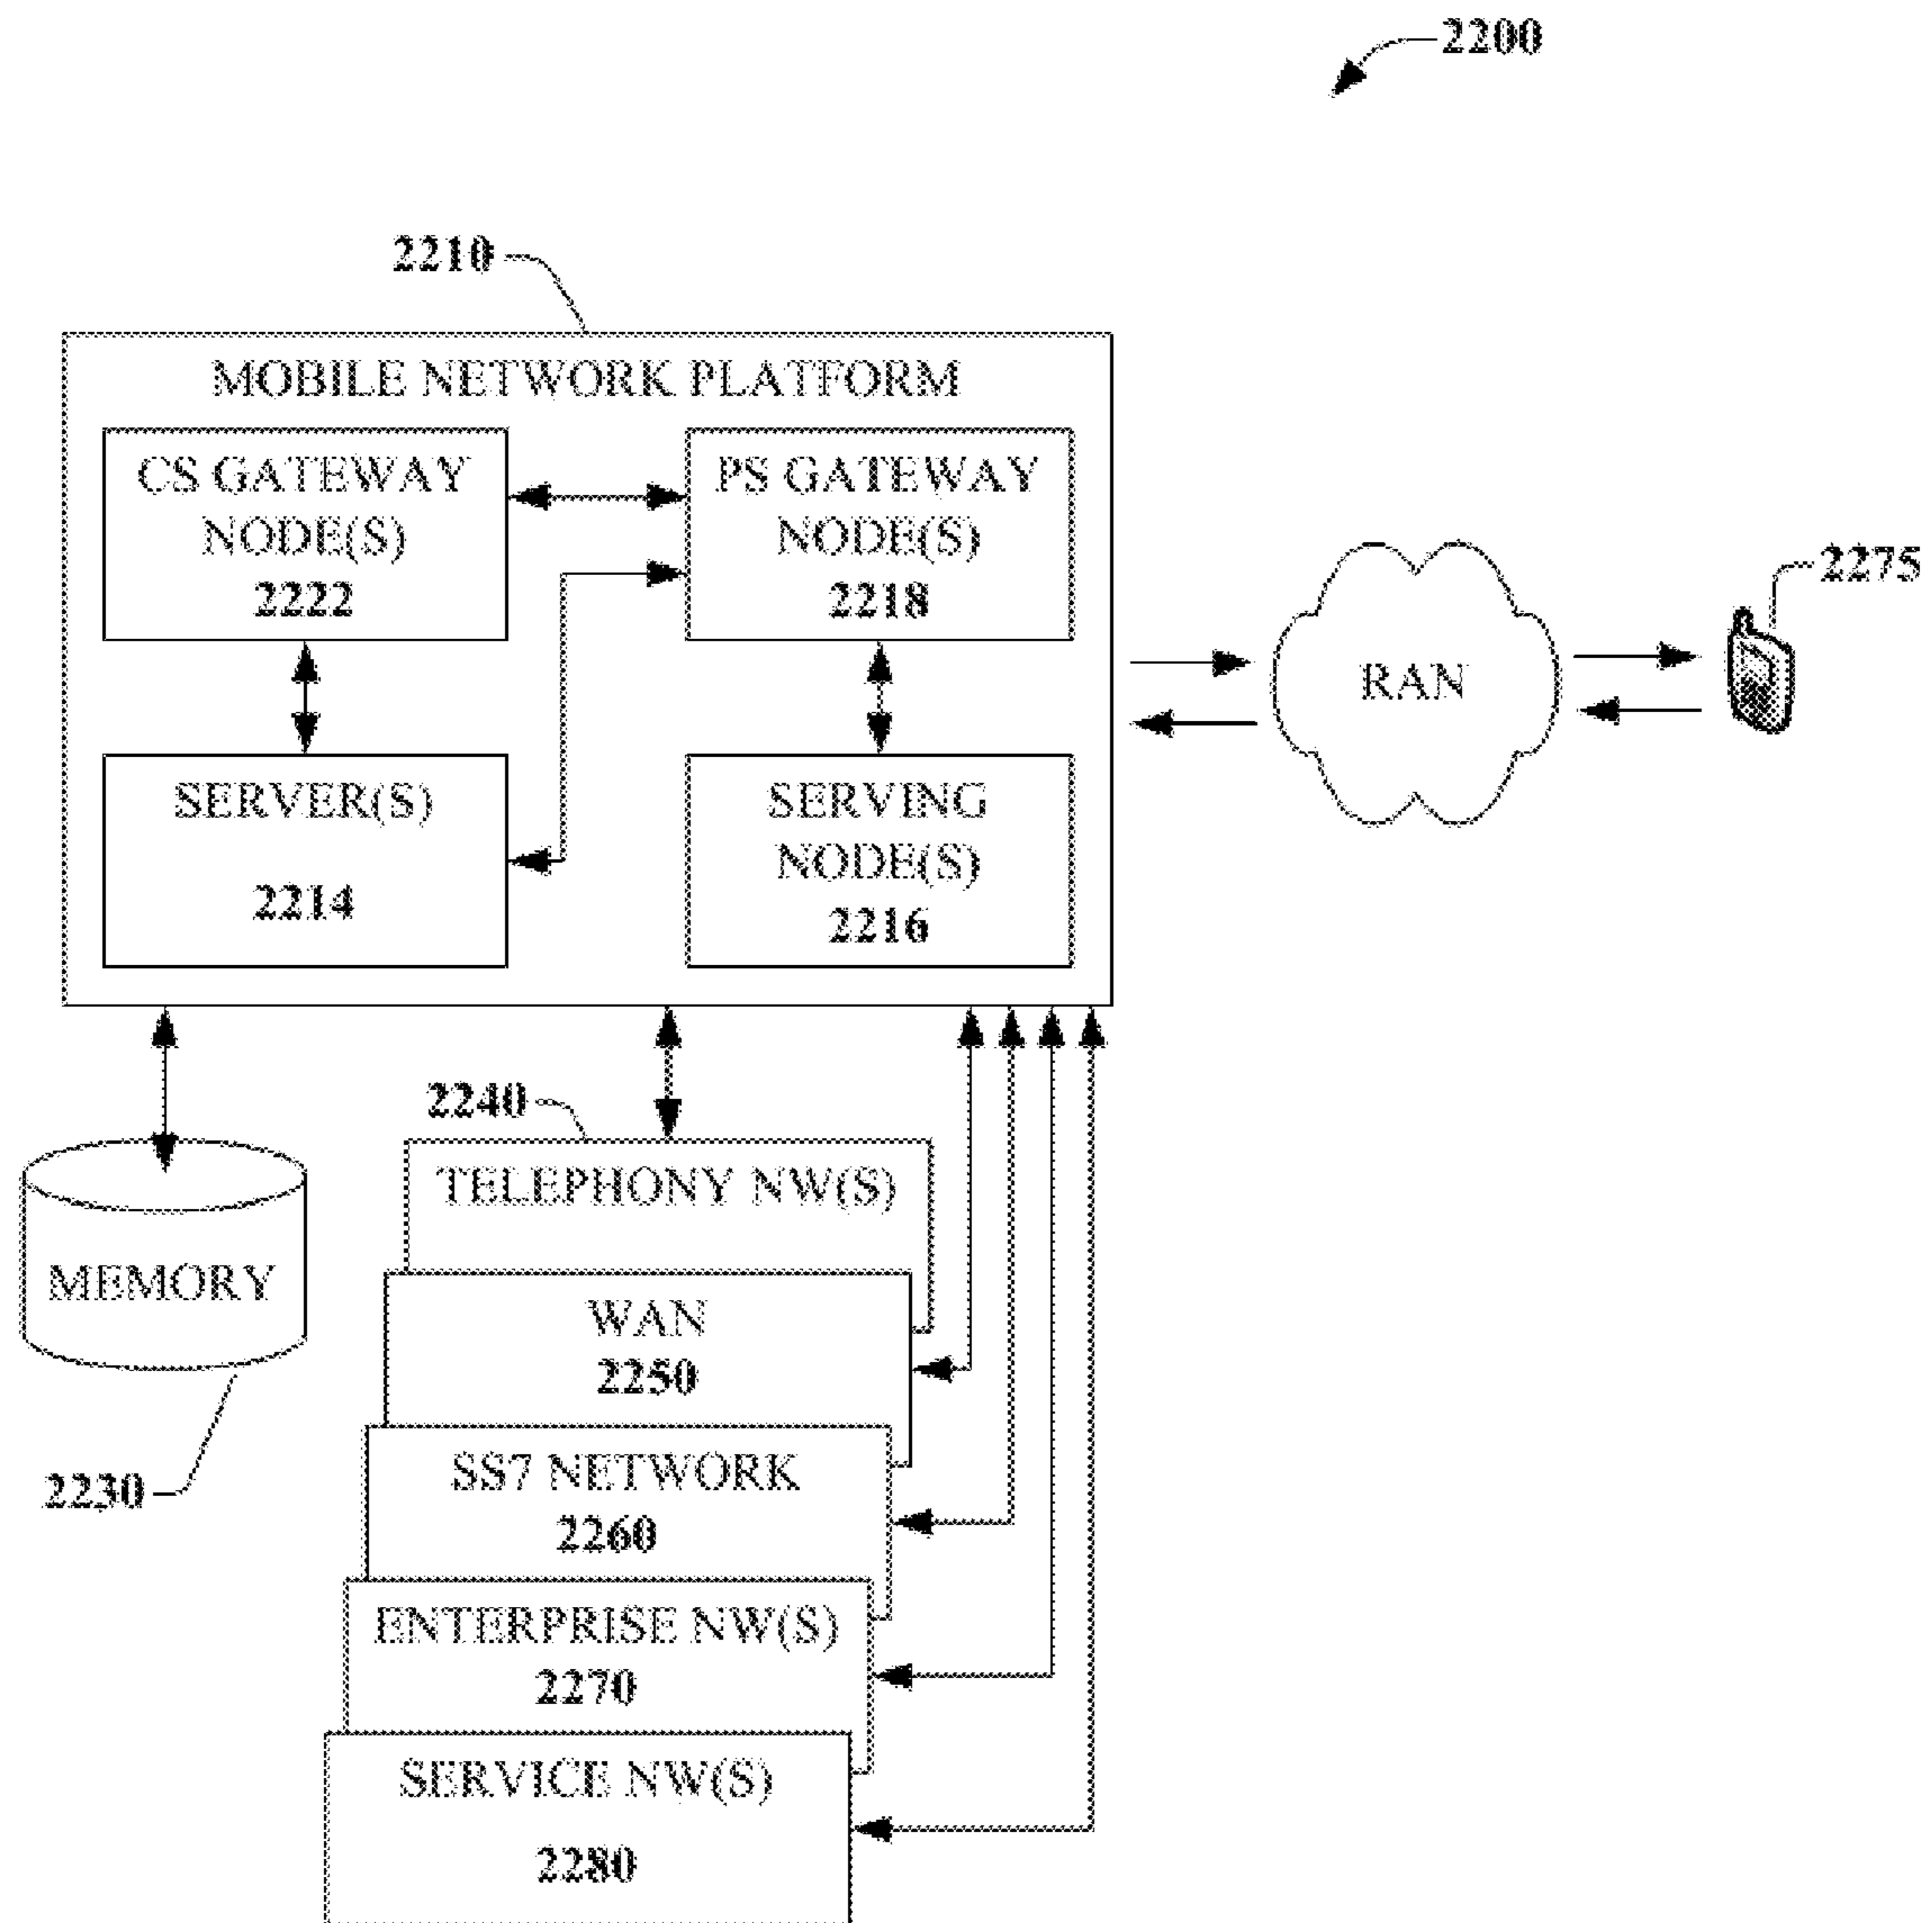 2200
2210
MOBILE NETWORK PLATFORM
CS GATEWAY
NODE(S)
2222
PS GATEWAY
NODE(S)
2218
SERVER(S)
2214
SERVING
NODE(S)
2216
RAN
2275
2240
TELEPHONY NW(S)
MEMORY
2230
WAN
2250
SS7 NETWORK
2260
ENTERPRISE NW(S)
2270
SERVICE NW(S)
2280